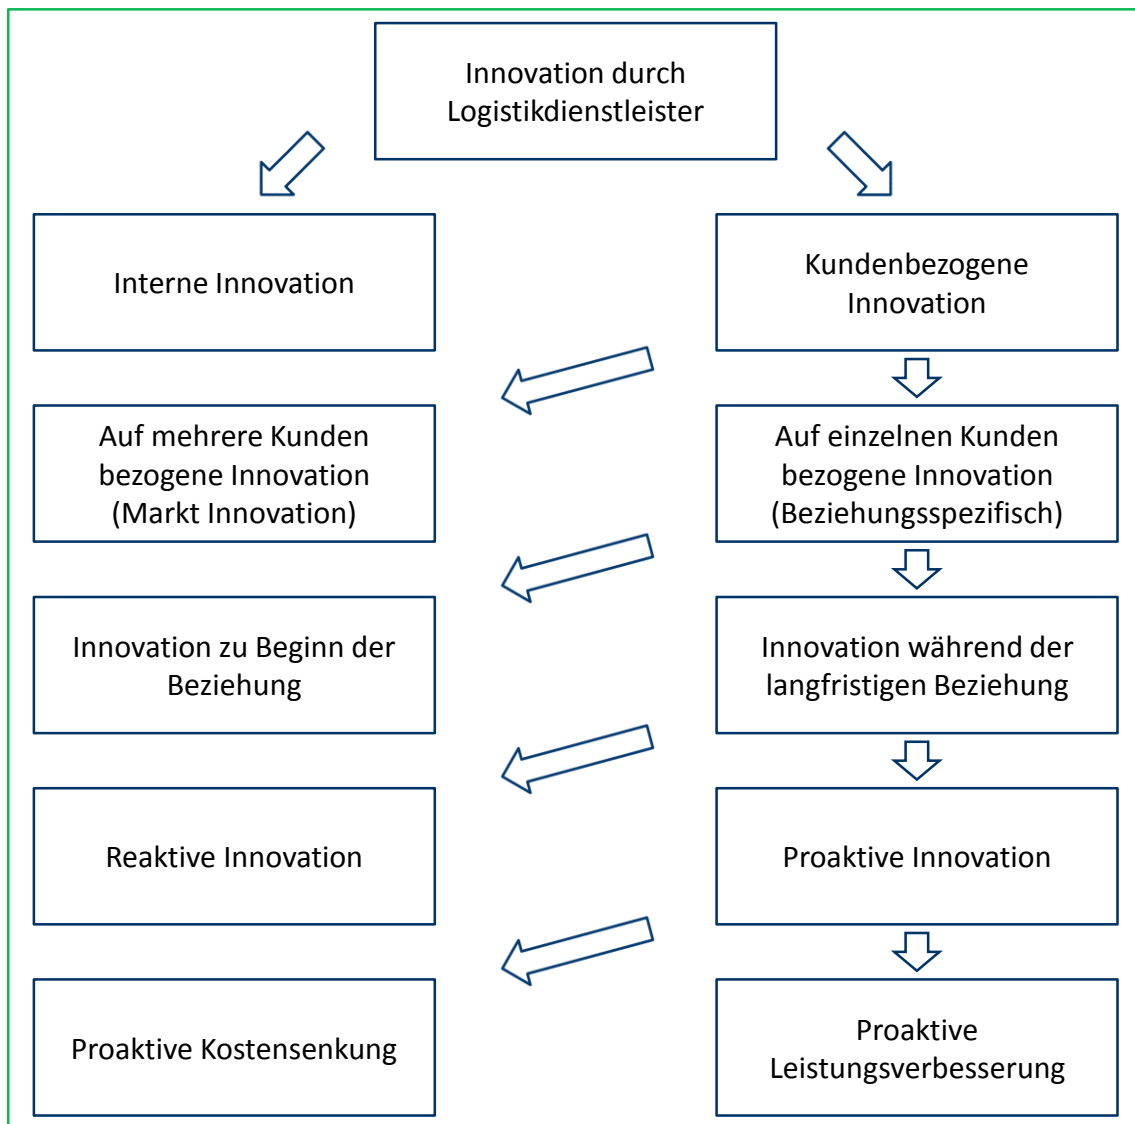 Innovation durch
Logistikdienstleister
Interne Innovation
Kundenbezogene
Innovation
Auf mehrere Kunden
bezogene Innovation
(Markt Innovation)
Auf einzelnen Kunden
bezogene Innovation
(Beziehungsspezifisch)
Innovation zu Beginn der
Beziehung
Innovation während der
langfristigen Beziehung
Reaktive Innovation
Proaktive Innovation
Proaktive Kostensenkung
Proaktive
Leistungsverbesserung